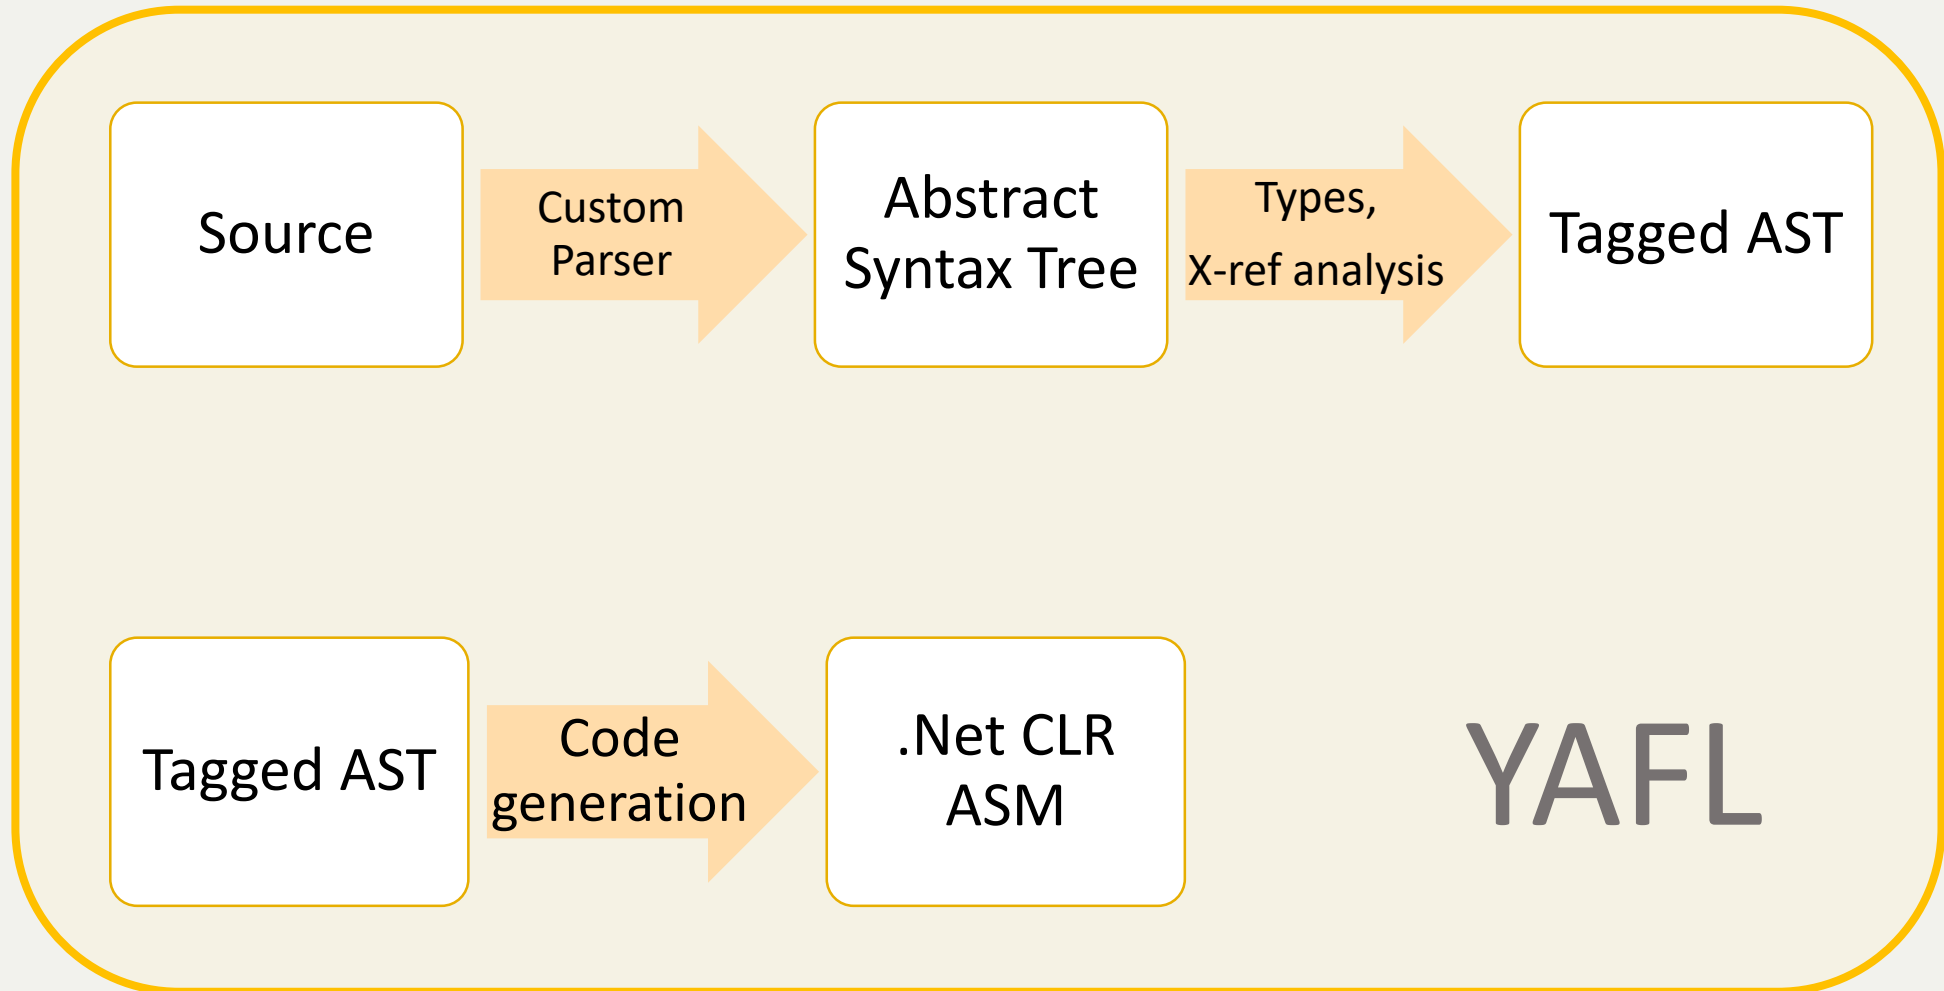 Source
Custom
Parser
Abstract
Syntax Tree
Types,
X-ref analysis
Tagged AST
Tagged AST
Code
generation
.Net CLR
ASM
YAFL